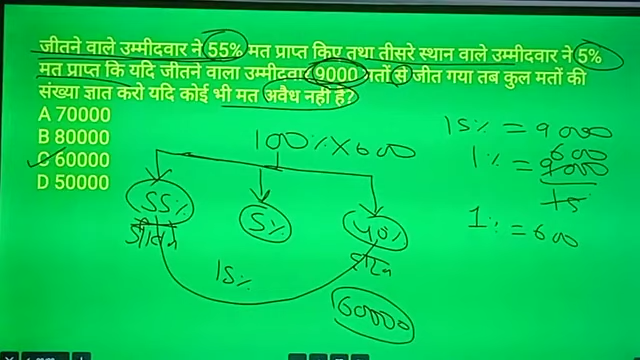 जीतने वाले उम्मीदवार ने 55% मत प्राप्त किए तथा तीसरे स्थान वाले उम्मीदवार ने 5%
मत प्राप्त कि यदि जीतने वाला उम्मीदवार 9000 मतों से जीत गया तब कुल मतों की
संख्या ज्ञात करो यदि कोई भी मत अवैध नही है?
A 70000
B 80000
C 60000
D 50000
100% X 600
55%
5%
40%
15%
60000
15% = 9000
1% = 9000
600
15
1% = 600